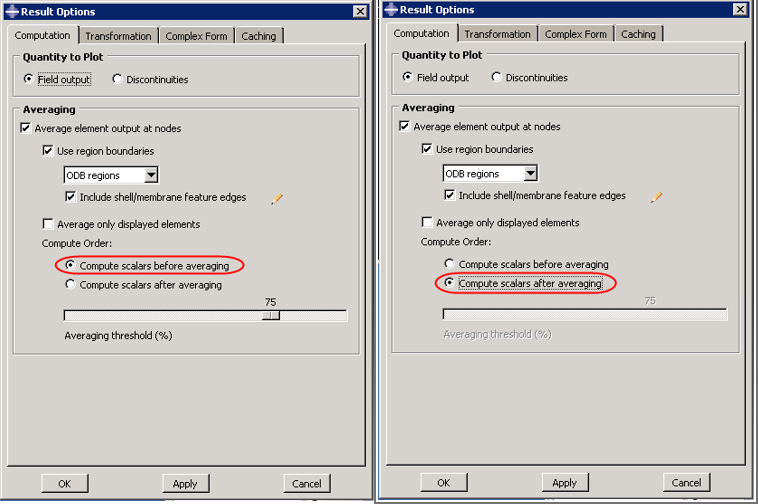 Result Options
Computation Transformation Complex Form Caching
Quantity to Plot
Field output Discontinuities
Averaging
Average element output at nodes
Use region boundaries
ODB regions
Include shell/membrane feature edges
Average only displayed elements
Compute Order:
Compute scalars before averaging
Compute scalars after averaging
75
Averaging threshold (%)
OK Apply Cancel
Result Options
Computation Transformation Complex Form Caching
Quantity to Plot
Field output Discontinuities
Averaging
Average element output at nodes
Use region boundaries
ODB regions
Include shell/membrane feature edges
Average only displayed elements
Compute Order:
Compute scalars before averaging
Compute scalars after averaging
75
Averaging threshold (%)
OK Apply Cancel